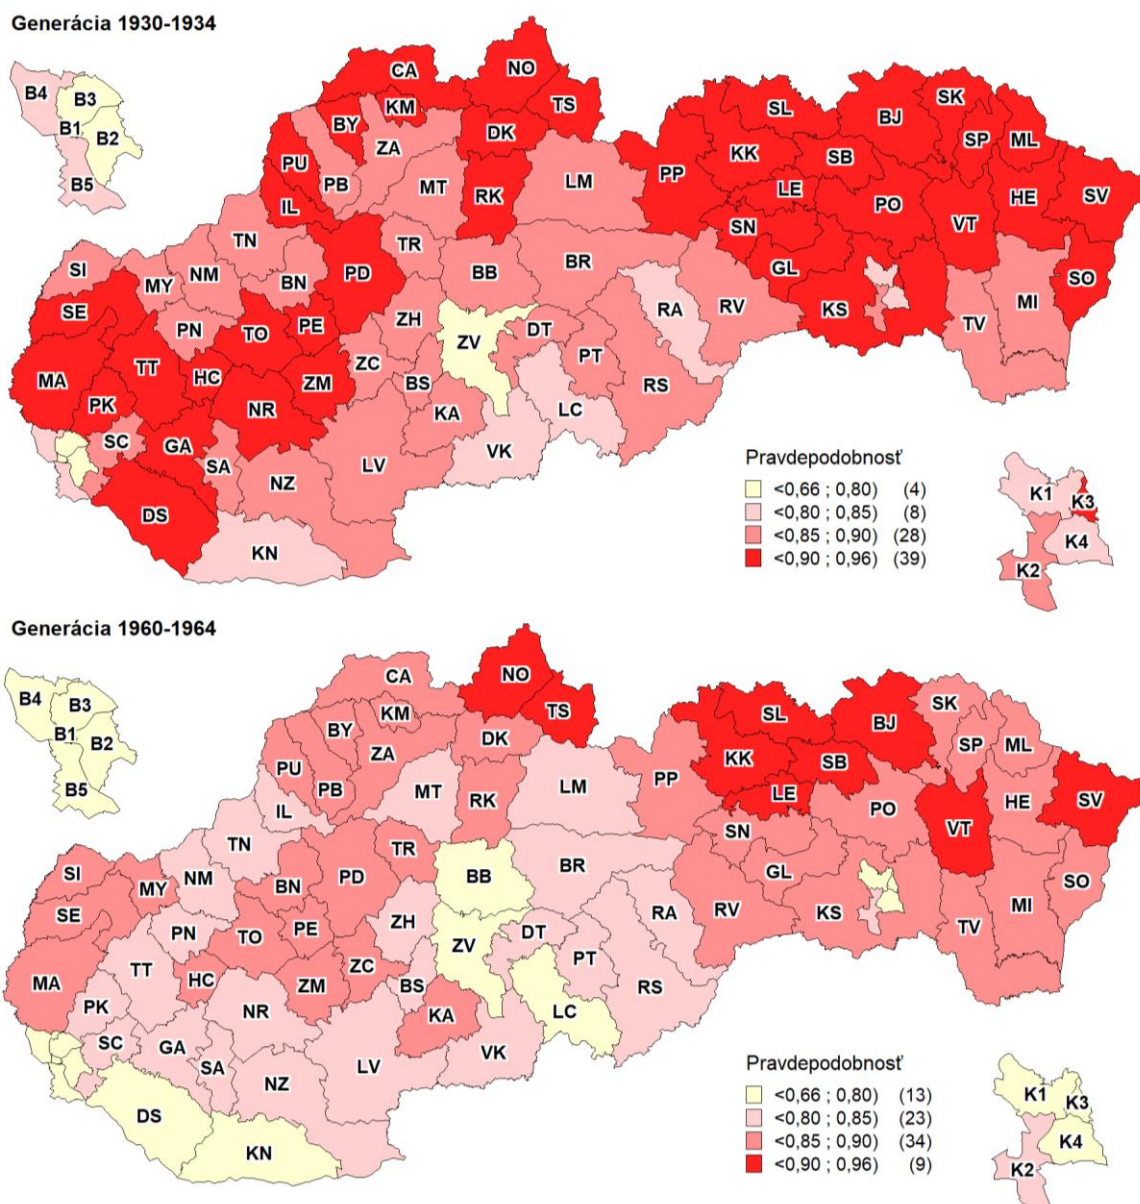 Generácia 1930-1934
B4
B3
B1
B2
B5
CA
NO
KM
TS
BY
ZA
DK
PU
PB
MT
RK
LM
IL
TN
TR
SI
MY
NM
BN
PD
BB
BR
SE
PN
TO
PE
ZH
ZV
DT
RA
RV
MA
TT
HC
ZM
ZC
BS
PT
PK
NR
KA
RS
SC
GA
LC
SA
NZ
LV
VK
DS
KN
SL
BJ
SK
SP
ML
KK
SB
PP
LE
PO
HE
SV
SN
VT
GL
SO
KS
MI
TV
Pravdepodobnosť
<0,66 ; 0,80) (4)
<0,80 ; 0,85) (8)
<0,85 ; 0,90) (28)
<0,90 ; 0,96) (39)
K1
K3
K4
K2
Generácia 1960-1964
B4
B3
B1
B2
B5
CA
NO
KM
TS
BY
ZA
DK
PU
PB
MT
RK
LM
IL
TN
TR
SI
MY
NM
BN
PD
BB
BR
SE
PN
TO
PE
ZH
ZV
DT
RA
RV
MA
TT
HC
ZM
ZC
BS
PT
PK
NR
KA
RS
SC
GA
LC
SA
NZ
LV
VK
DS
KN
SL
BJ
SK
SP
ML
KK
SB
PP
LE
PO
HE
SV
SN
VT
GL
SO
KS
MI
TV
Pravdepodobnosť
<0,66 ; 0,80) (13)
<0,80 ; 0,85) (23)
<0,85 ; 0,90) (34)
<0,90 ; 0,96) (9)
K1
K3
K4
K2